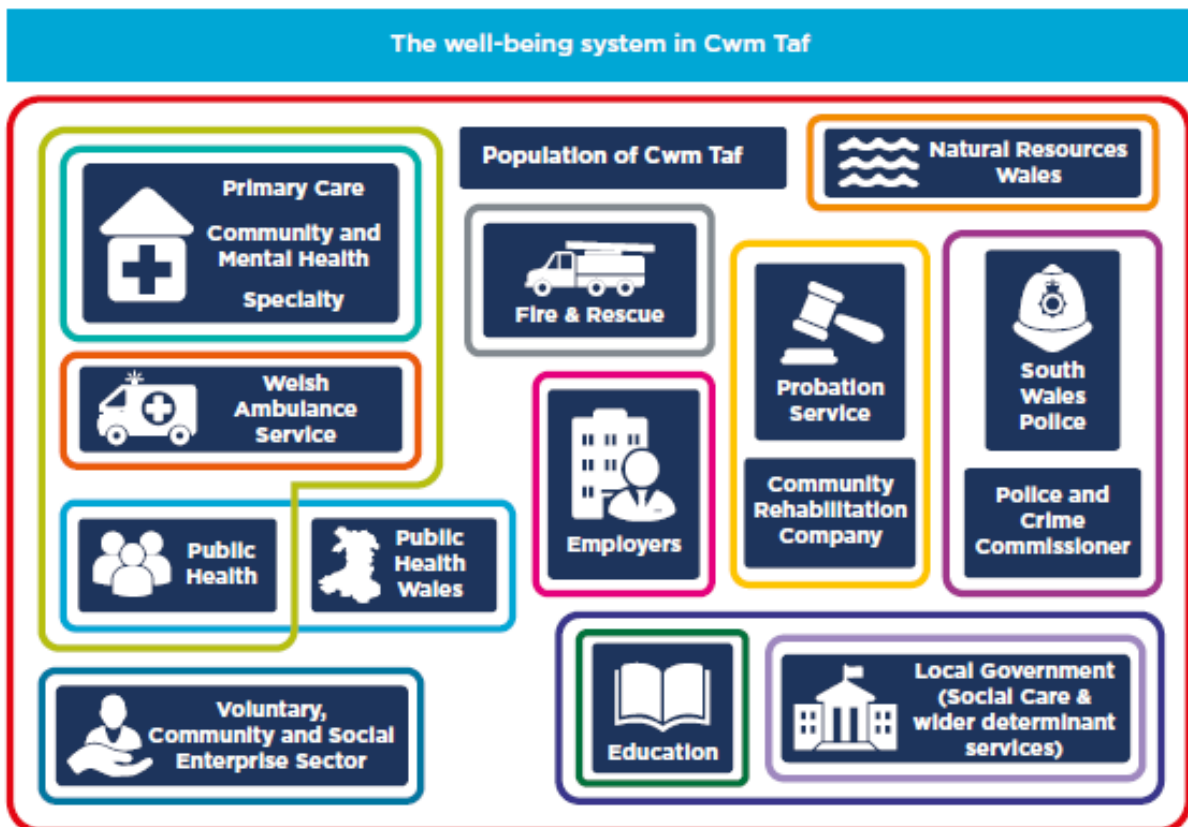 The well-being system in Cwm Taf
Primary Care
Community and
Mental Health
Specialty
Population of Cwm Taf
Natural Resources
Wales
Fire & Rescue
Welsh
Ambulance
Service
Probation
Service
South
Wales
Police
Employers
Community
Rehabilitation
Company
Police and
Crime
Commissioner
Public
Health
Public
Health
Wales
Voluntary,
Community and Social
Enterprise Sector
Education
Local Government
(Social Care &
wider determinant
services)